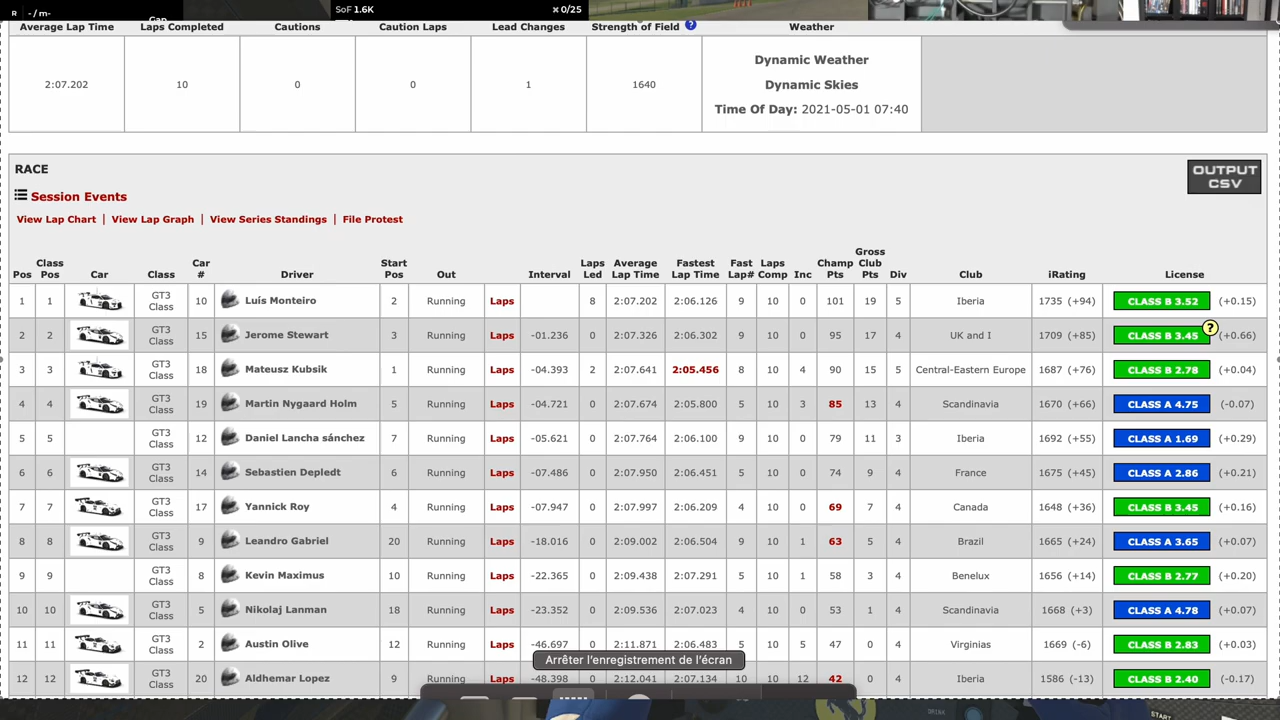 R - / m-
SoF 1.6K
0/25
Average Lap Time Laps Completed Cautions Caution Laps Lead Changes Strength of Field ? Weather
2:07.202 10 0 0 1 1640
Dynamic Weather
Dynamic Skies
Time Of Day: 2021-05-01 07:40
RACE
OUTPUT CSV
Session Events
View Lap Chart | View Lap Graph | View Series Standings | File Protest
Pos Class Pos Car Class Car # Driver Start Pos Out Interval Laps Led Average Lap Time Fastest Lap Time Fast Lap# Laps Comp Inc Champ Pts Gross Club Pts Div Club iRating License
1 1 GT3 Class 10 Luís Monteiro 2 Running Laps 8 2:07.202 2:06.126 9 10 0 101 19 5 Iberia 1735 (+94) CLASS B 3.52 (+0.15)
2 2 GT3 Class 15 Jerome Stewart 3 Running Laps -01.236 0 2:07.326 2:06.302 9 10 0 95 17 4 UK and I 1709 (+85) CLASS B 3.45 ? (+0.66)
3 3 GT3 Class 18 Mateusz Kubsik 1 Running Laps -04.393 2 2:07.641 2:05.456 8 10 4 90 15 5 Central-Eastern Europe 1687 (+76) CLASS B 2.78 (+0.04)
4 4 GT3 Class 19 Martin Nygaard Holm 5 Running Laps -04.721 0 2:07.674 2:05.800 5 10 3 85 13 4 Scandinavia 1670 (+66) CLASS A 4.75 (-0.07)
5 5 GT3 Class 12 Daniel Lancha sánchez 7 Running Laps -05.621 0 2:07.764 2:06.100 9 10 0 79 11 3 Iberia 1692 (+55) CLASS A 1.69 (+0.29)
6 6 GT3 Class 14 Sebastien Depledt 6 Running Laps -07.486 0 2:07.950 2:06.451 5 10 0 74 9 4 France 1675 (+45) CLASS A 2.86 (+0.21)
7 7 GT3 Class 17 Yannick Roy 4 Running Laps -07.947 0 2:07.997 2:06.209 4 10 0 69 7 4 Canada 1648 (+36) CLASS B 3.45 (+0.16)
8 8 GT3 Class 9 Leandro Gabriel 20 Running Laps -18.016 0 2:09.002 2:06.504 9 10 0 63 5 4 Brazil 1665 (+24) CLASS A 3.65 (+0.07)
9 9 GT3 Class 8 Kevin Maximus 10 Running Laps -22.365 0 2:09.438 2:07.291 5 10 1 58 3 4 Benelux 1656 (+14) CLASS B 2.77 (+0.20)
10 10 GT3 Class 5 Nikolaj Lanman 18 Running Laps -23.352 0 2:09.536 2:07.023 4 10 1 53 1 4 Scandinavia 1668 (+3) CLASS A 4.78 (+0.07)
11 11 GT3 Class 2 Austin Olive 12 Running Laps -46.697 0 2:11.871 2:06.483 5 10 5 47 0 4 Virginias 1669 (-6) CLASS B 2.83 (+0.03)
Arrêter l'enregistrement de l'écran
12 12 GT3 Class 20 Aldhemar Lopez 9 Running Laps -48.398 0 2:12.041 2:07.134 10 10 12 42 0 4 Iberia 1586 (-13) CLASS B 2.40 (-0.17)
START